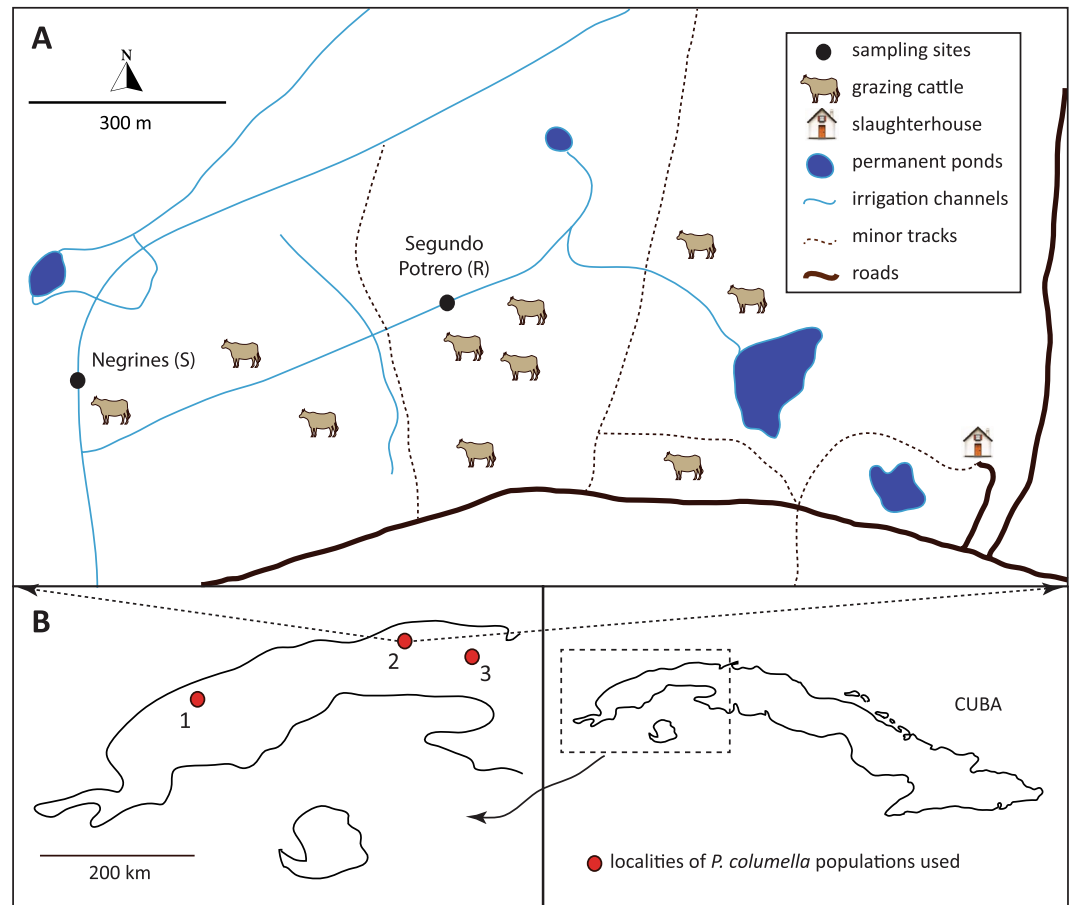 A
N
300 m
sampling sites
grazing cattle
slaughterhouse
permanent ponds
irrigation channels
minor tracks
roads
Segundo
Potrero (R)
Negrines (S)
B
1
2
3
200 km
CUBA
localities of P. columella populations used